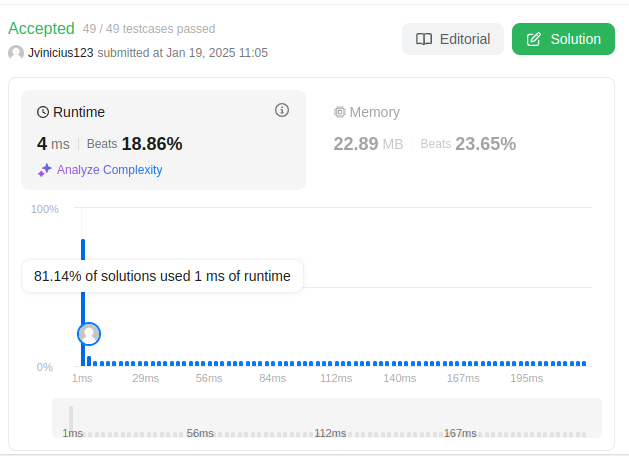 Accepted 49 / 49 testcases passed
Jvinicius123 submitted at Jan 19, 2025 11:05
Editorial
Solution
Runtime
4 ms Beats 18.86%
Analyze Complexity
Memory
22.89 MB Beats 23.65%
100%
81.14% of solutions used 1 ms of runtime
0%
1ms 29ms 56ms 84ms 112ms 140ms 167ms 195ms
1ms 56ms 112ms 167ms